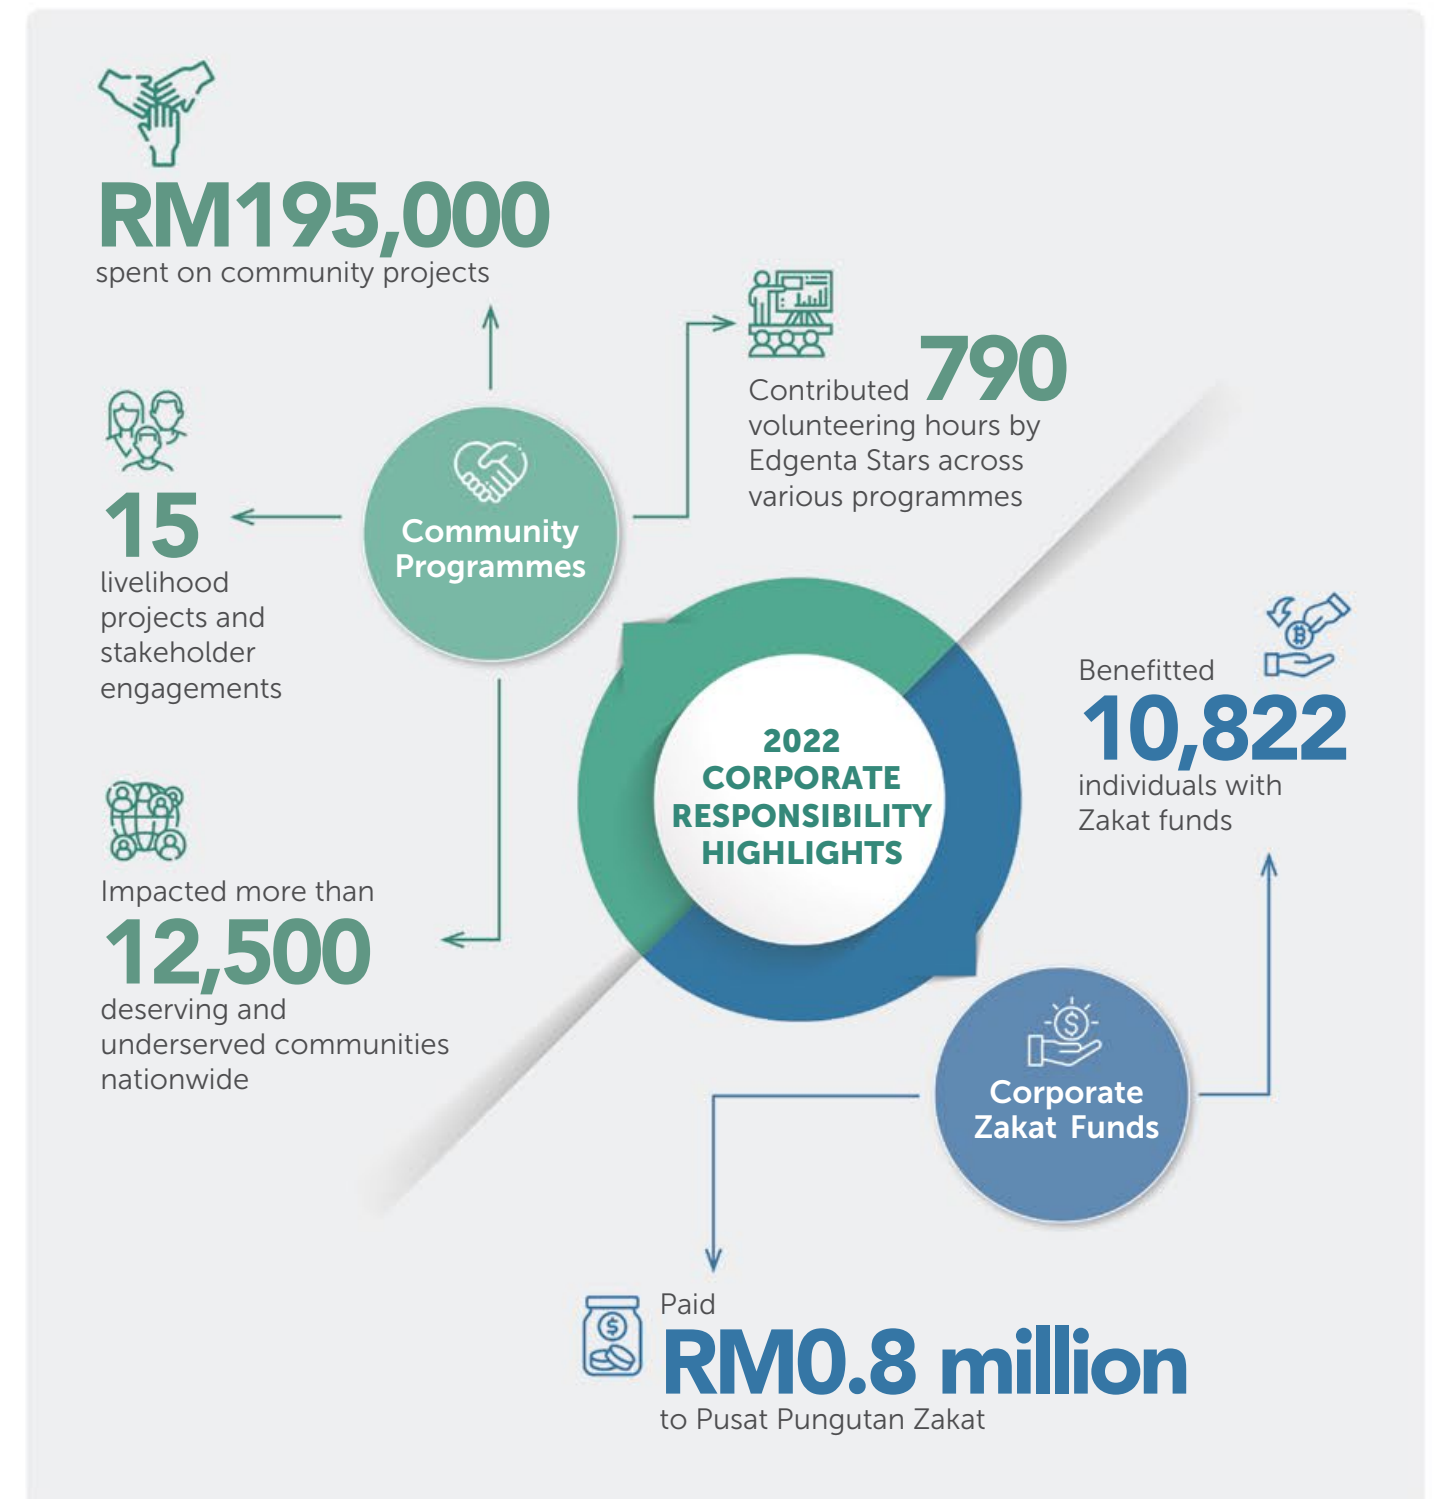 RM195,000
spent on community projects
Contributed 790
volunteering hours by
Edgenta Stars across
various programmes
Community
Programmes
15
livelihood
projects and
stakeholder
engagements
Impacted more than
12,500
deserving and
underserved communities
nationwide
2022
CORPORATE
RESPONSIBILITY
HIGHLIGHTS
Benefitted
10,822
individuals with
Zakat funds
Corporate
Zakat Funds
Paid
RM0.8 million
to Pusat Pungutan Zakat